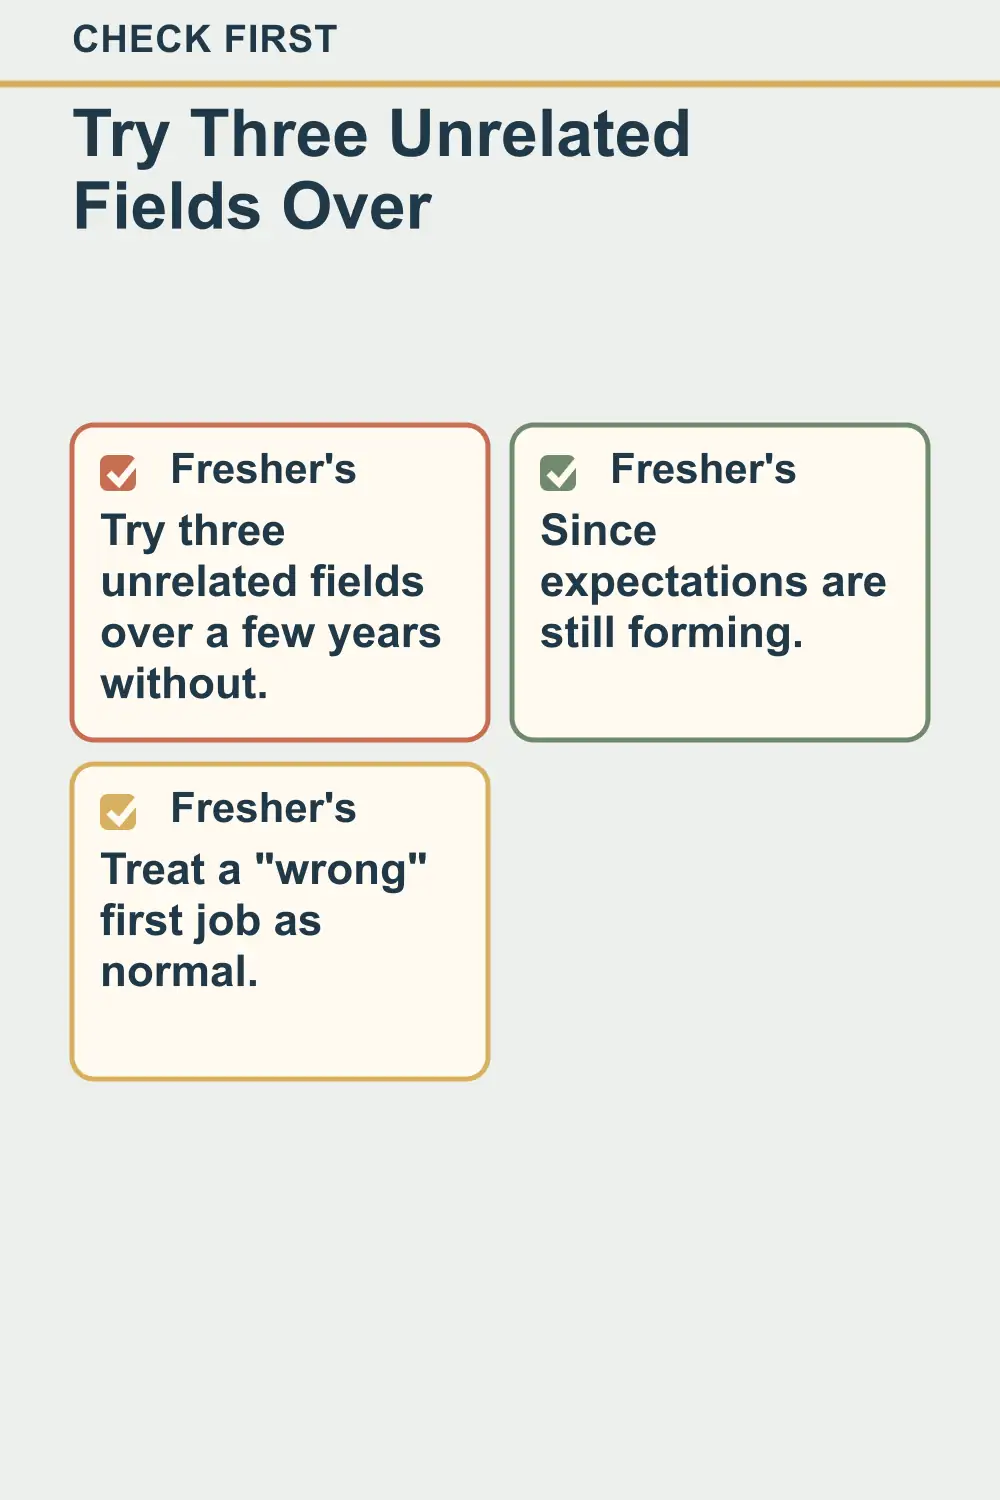 CHECK FIRST
Try Three Unrelated
Fields Over
Fresher's
Try three
unrelated fields
over a few years
without.
Fresher's
Since
expectations are
still forming.
Fresher's
Treat a "wrong"
first job as
normal.